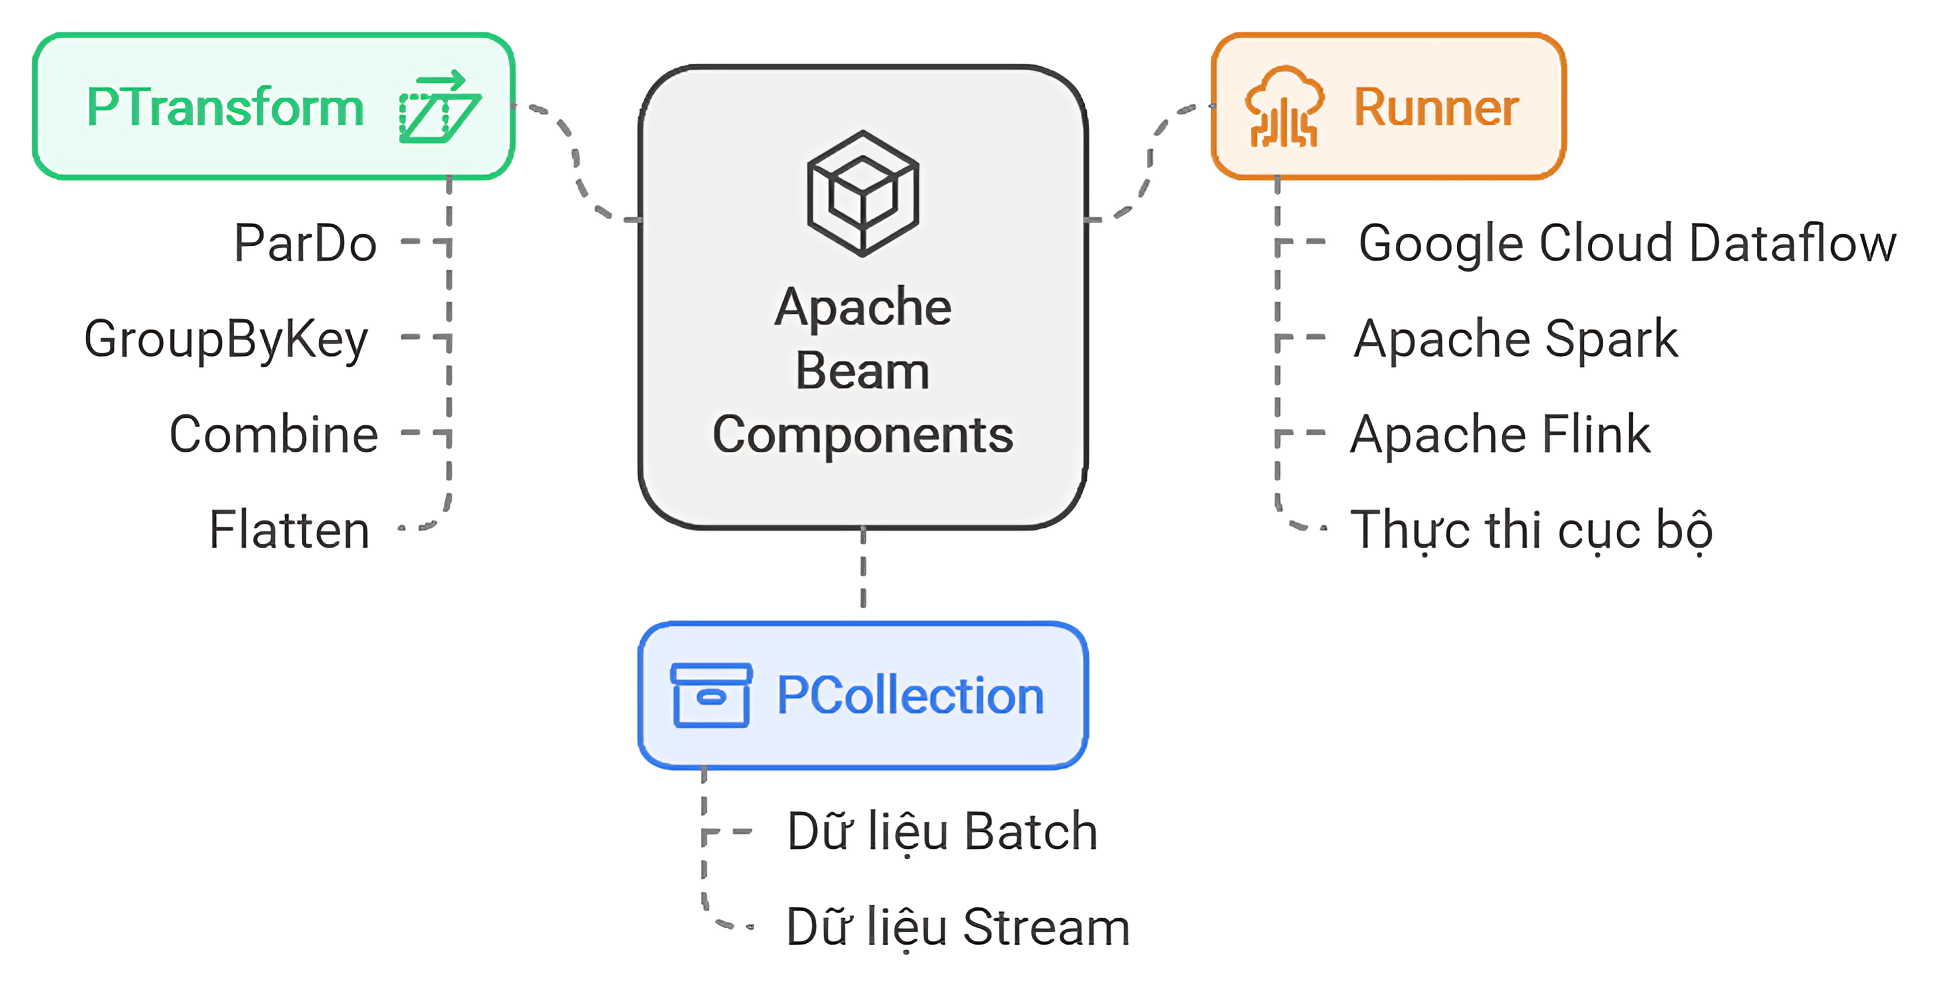 PTransform
ParDo
GroupByKey
Combine
Flatten
Apache
Beam
Components
Runner
Google Cloud Dataflow
Apache Spark
Apache Flink
Thực thi cục bộ
PCollection
Dữ liệu Batch
Dữ liệu Stream